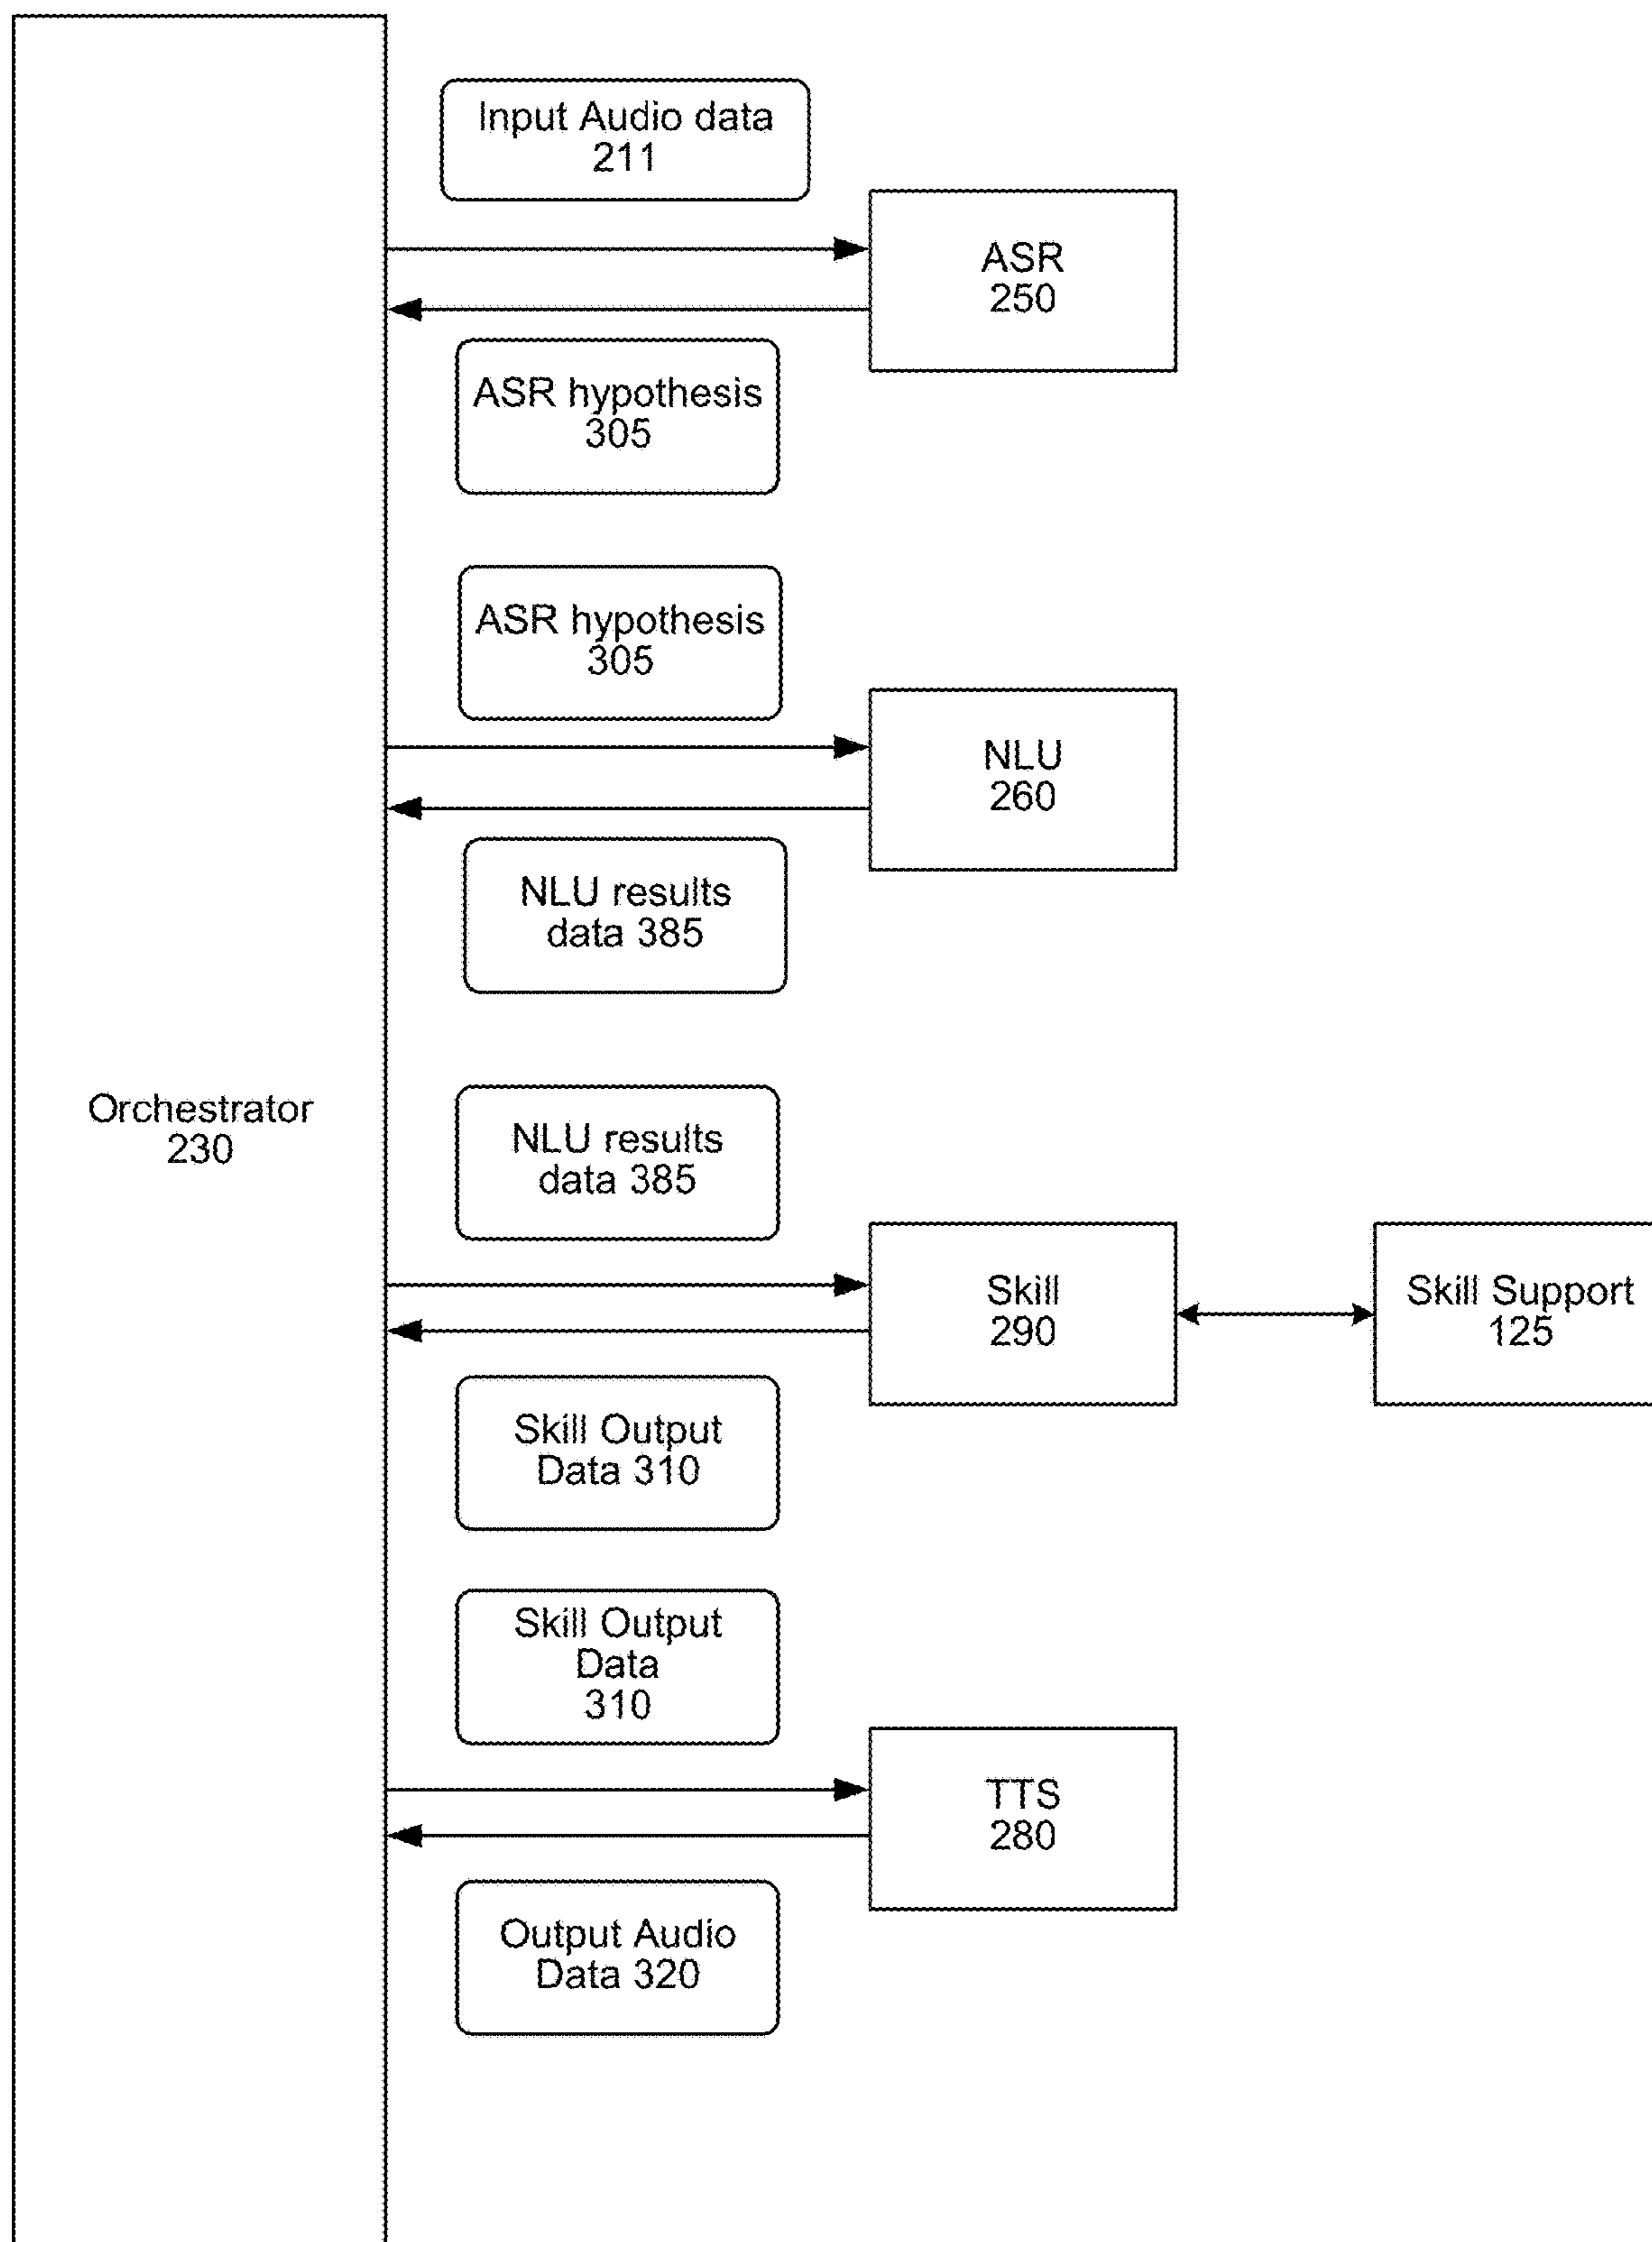 Input Audio data
211
ASR
250
ASR hypothesis
305
ASR hypothesis
305
NLU
260
NLU results
data 385
Orchestrator
230
NLU results
data 385
Skill
290
Skill Support
125
Skill Output
Data 310
Skill Output
Data
310
TTS
280
Output Audio
Data 320